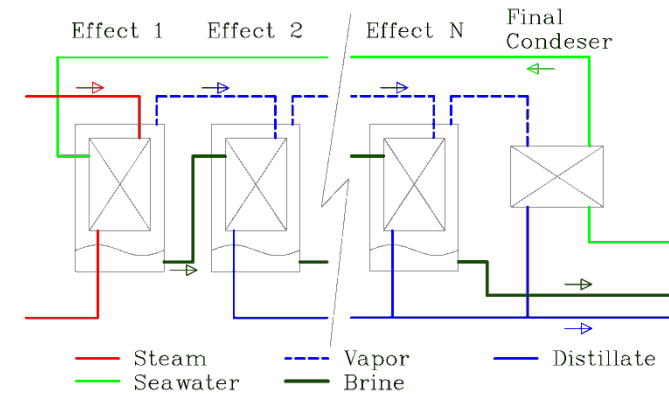 Effect 1
Effect 2
Effect N
Final
Condeser
Steam
Vapor
Distillate
Seawater
Brine